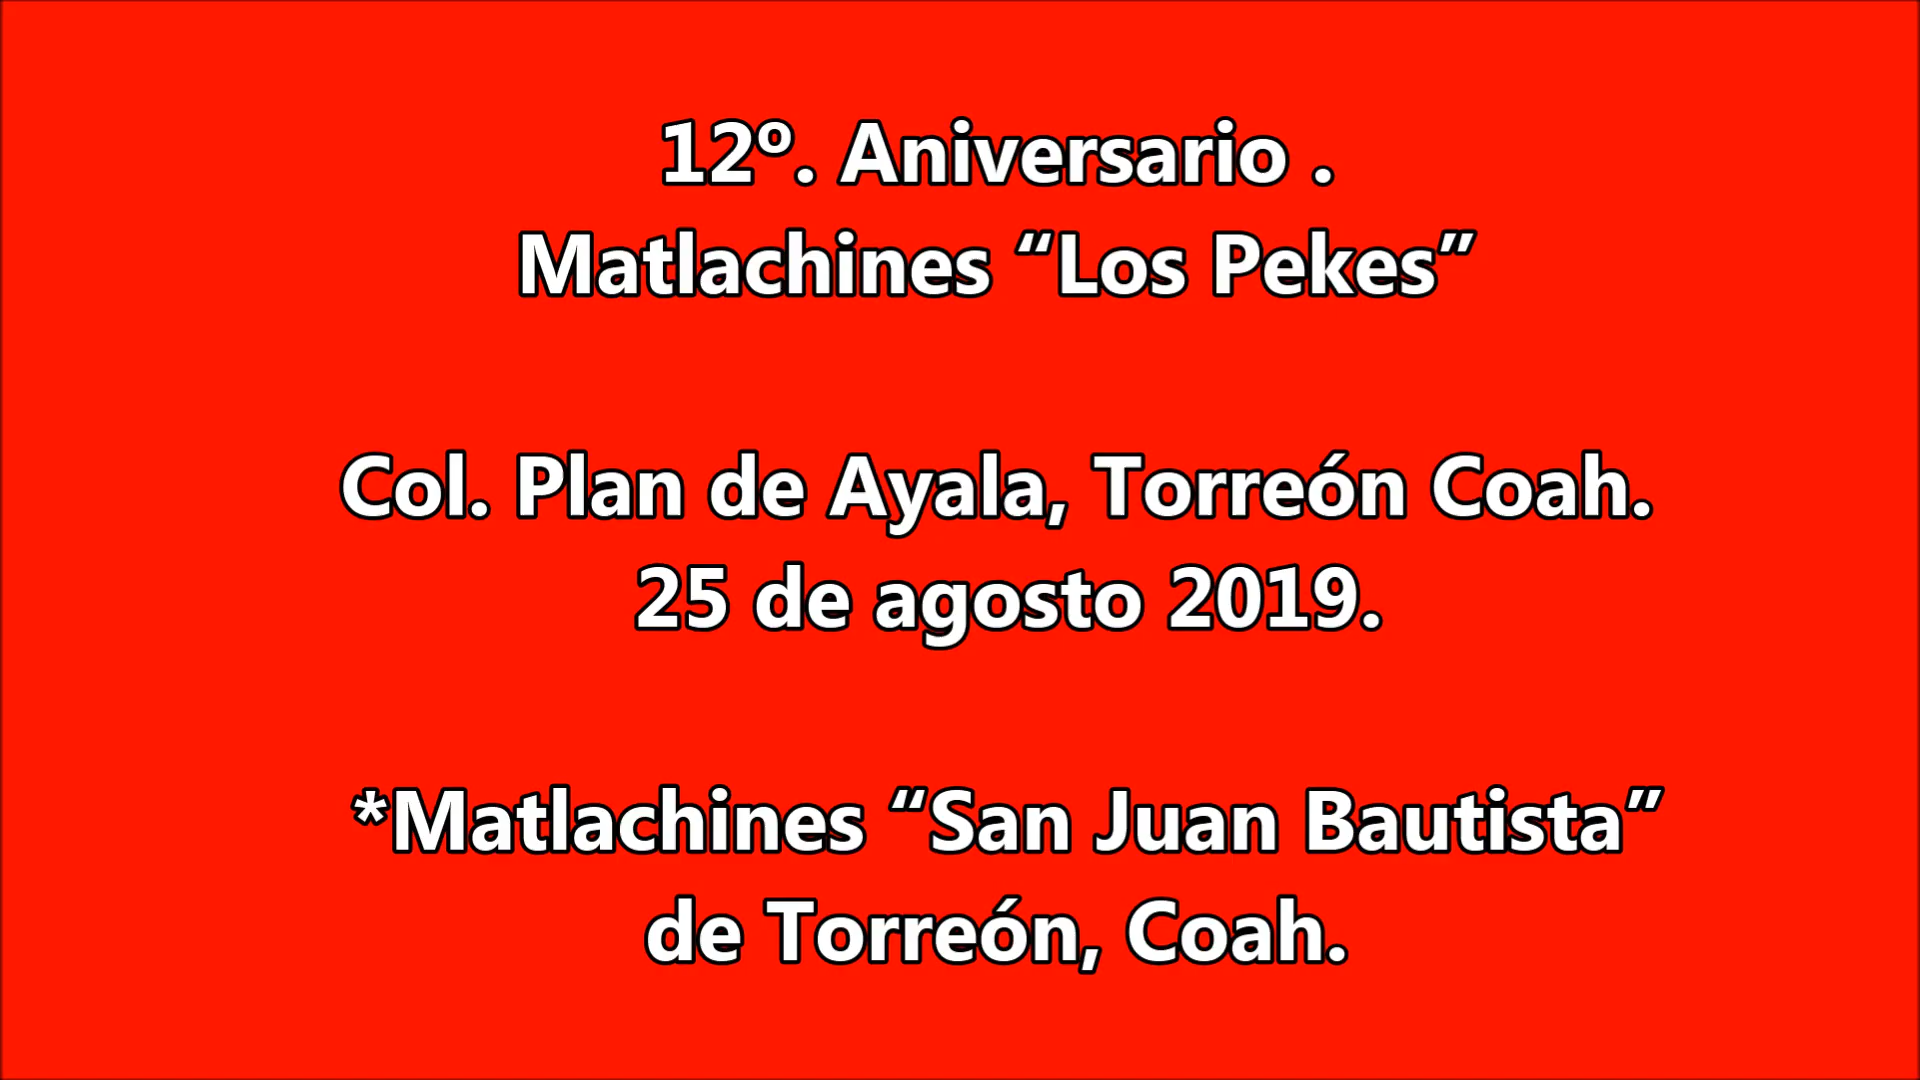 12º. Aniversario .
Matlachines “Los Pekes”
Col. Plan de Ayala, Torreón Coah.
25 de agosto 2019.
*Matlachines “San Juan Bautista”
de Torreón, Coah.